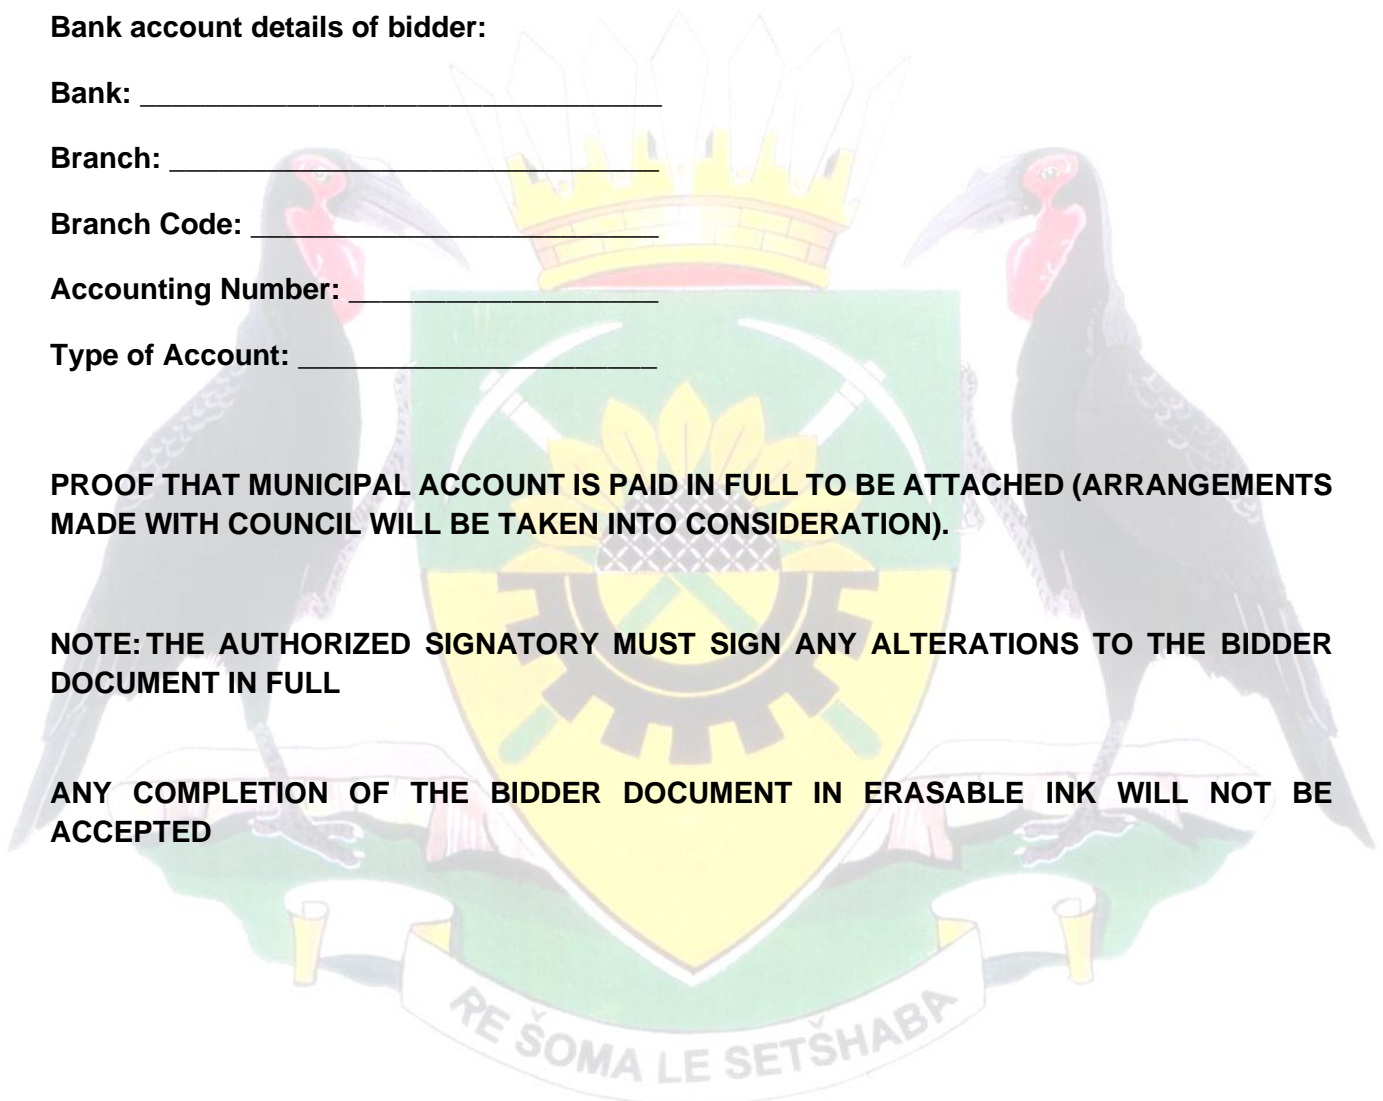 Bank account details of bidder:
Bank: ________________________________
Branch: ______________________________
Branch Code: _________________________
Accounting Number: ___________________
Type of Account: ______________________
PROOF THAT MUNICIPAL ACCOUNT IS PAID IN FULL TO BE ATTACHED (ARRANGEMENTS
MADE WITH COUNCIL WILL BE TAKEN INTO CONSIDERATION).
NOTE: THE AUTHORIZED SIGNATORY MUST SIGN ANY ALTERATIONS TO THE BIDDER
DOCUMENT IN FULL
ANY COMPLETION OF THE BIDDER DOCUMENT IN ERASABLE INK WILL NOT BE
ACCEPTED
RE ŠOMA LE SETŠHABA